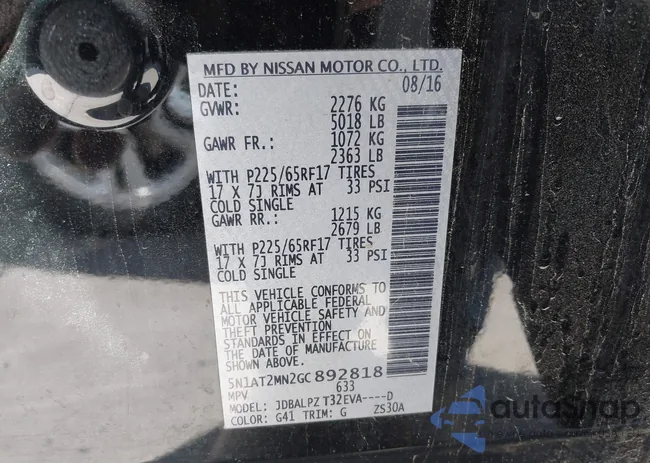 MFD BY NISSAN MOTOR CO., LTD.
DATE: 08/16
GVWR: 2276 KG
5018 LB
GAWR FR.: 1072 KG
2363 LB
WITH P225/65RF17 TIRES
17 X 7J RIMS AT 33 PSI
COLD SINGLE
GAWR RR.: 1215 KG
2679 LB
WITH P225/65RF17 TIRES
17 X 7J RIMS AT 33 PSI
COLD SINGLE
THIS VEHICLE CONFORMS TO
ALL APPLICABLE FEDERAL
MOTOR VEHICLE SAFETY AND
THEFT PREVENTION
STANDARDS IN EFFECT ON
THE DATE OF MANUFACTURE
SHOWN ABOVE.
5N1AT2MN2GC892818
MPV 633
MODEL: JDBALPZ T32EVA----D
COLOR: G41 TRIM: G ZS30A
autosnap